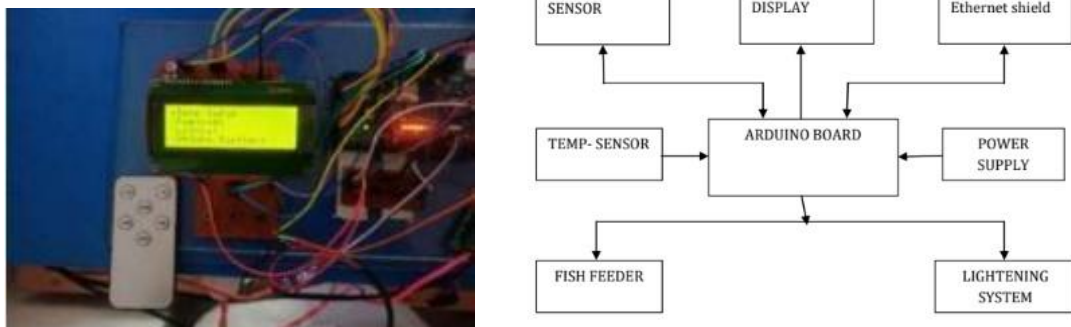 SENSOR
DISPLAY
Ethernet shield
TEMP- SENSOR
ARDUINO BOARD
POWER
SUPPLY
FISH FEEDER
LIGHTENING
SYSTEM